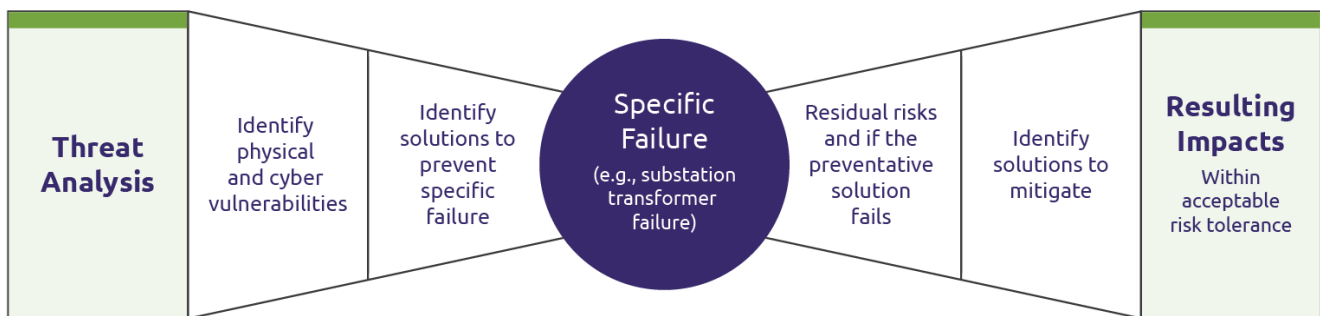 Threat
Analysis
Identify
physical
and cyber
vulnerabilities
Identify
solutions to
prevent
specific
failure
Specific
Failure
(e.g., substation
transformer
failure)
Residual risks
and if the
preventative
solution
fails
Identify
solutions to
mitigate
Resulting
Impacts
Within
acceptable
risk tolerance